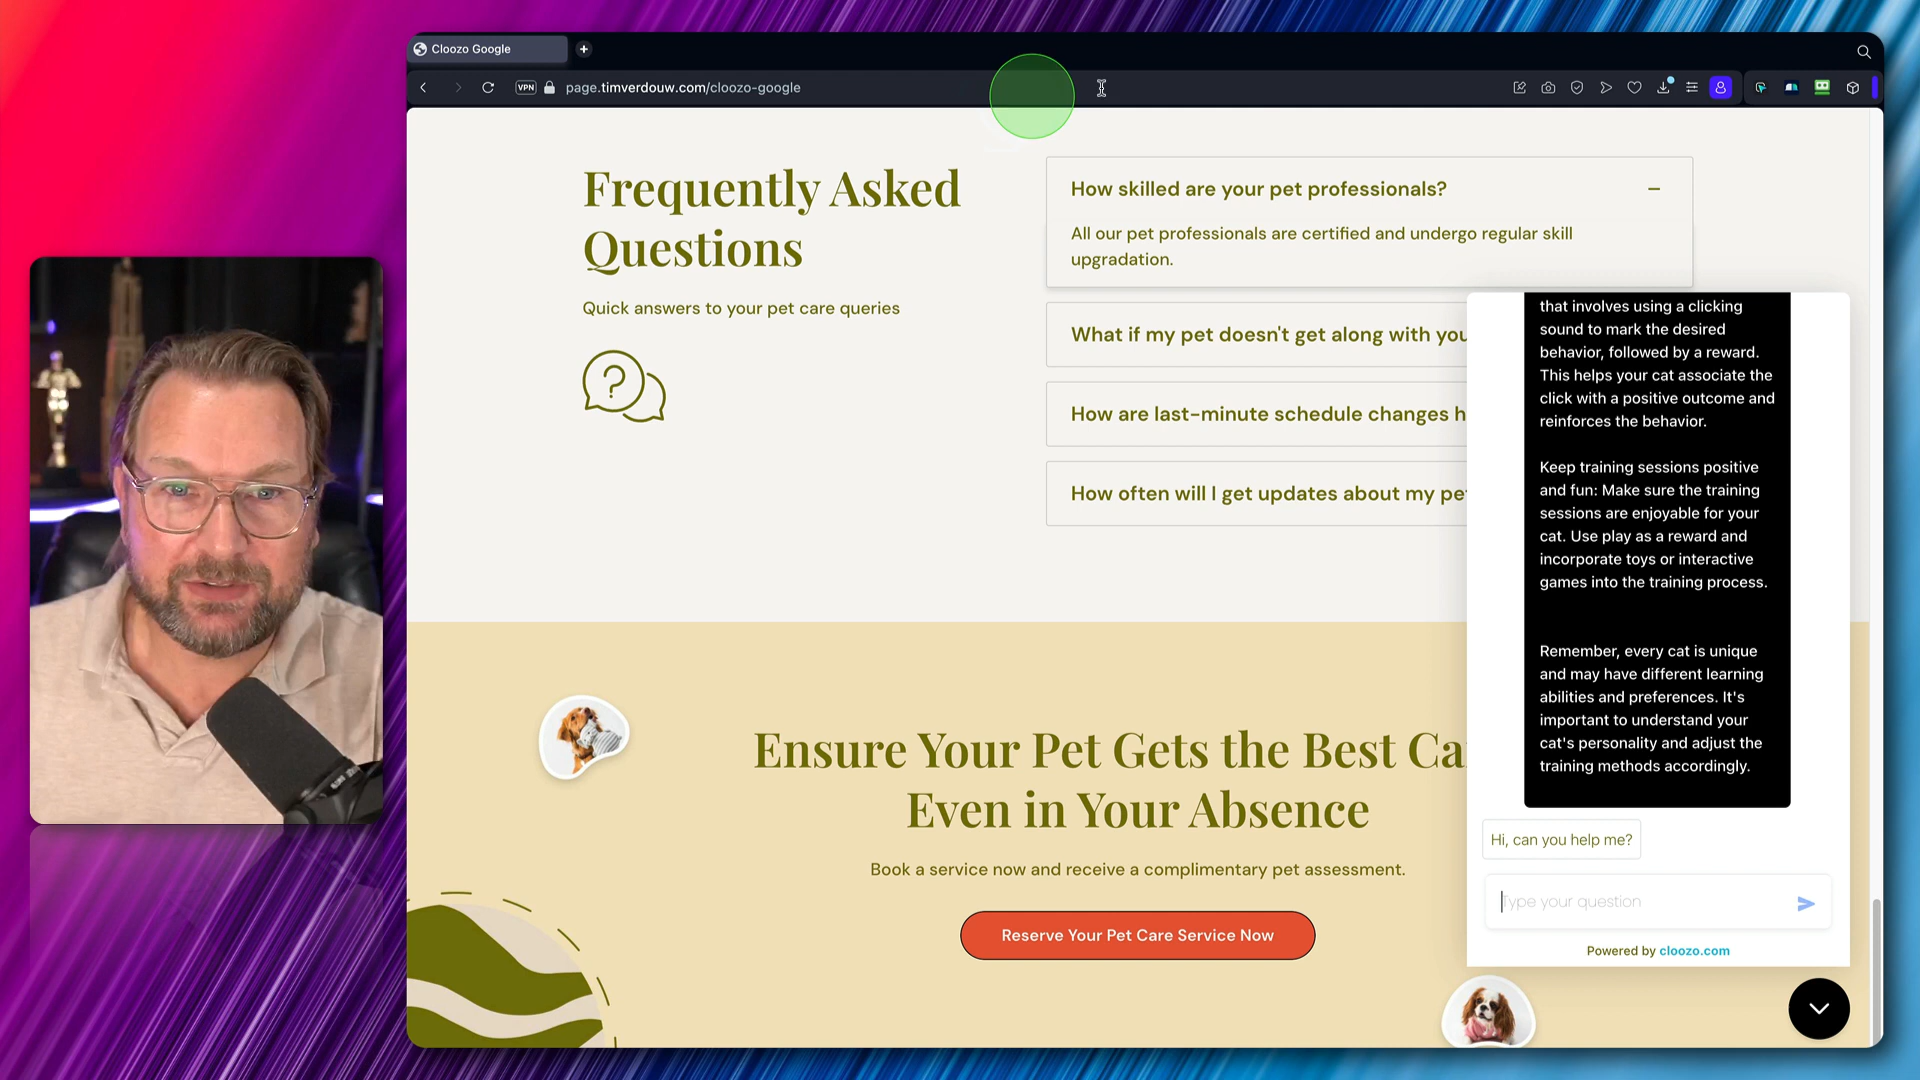 Cloozo Google
VPN
page.timverdouw.com/cloozo-google
Frequently Asked
Questions
Quick answers to your pet care queries
How skilled are your pet professionals?
All our pet professionals are certified and undergo regular skill
upgradation.
What if my pet doesn't get along with you
How are last-minute schedule changes h
How often will I get updates about my pe
that involves using a clicking
sound to mark the desired
behavior, followed by a reward.
This helps your cat associate the
click with a positive outcome and
reinforces the behavior.
Keep training sessions positive
and fun: Make sure the training
sessions are enjoyable for your
cat. Use play as a reward and
incorporate toys or interactive
games into the training process.
Remember, every cat is unique
and may have different learning
abilities and preferences. It's
important to understand your
cat's personality and adjust the
training methods accordingly.
Hi, can you help me?
Type your question
Powered by cloozo.com
Ensure Your Pet Gets the Best Ca
Even in Your Absence
Book a service now and receive a complimentary pet assessment.
Reserve Your Pet Care Service Now